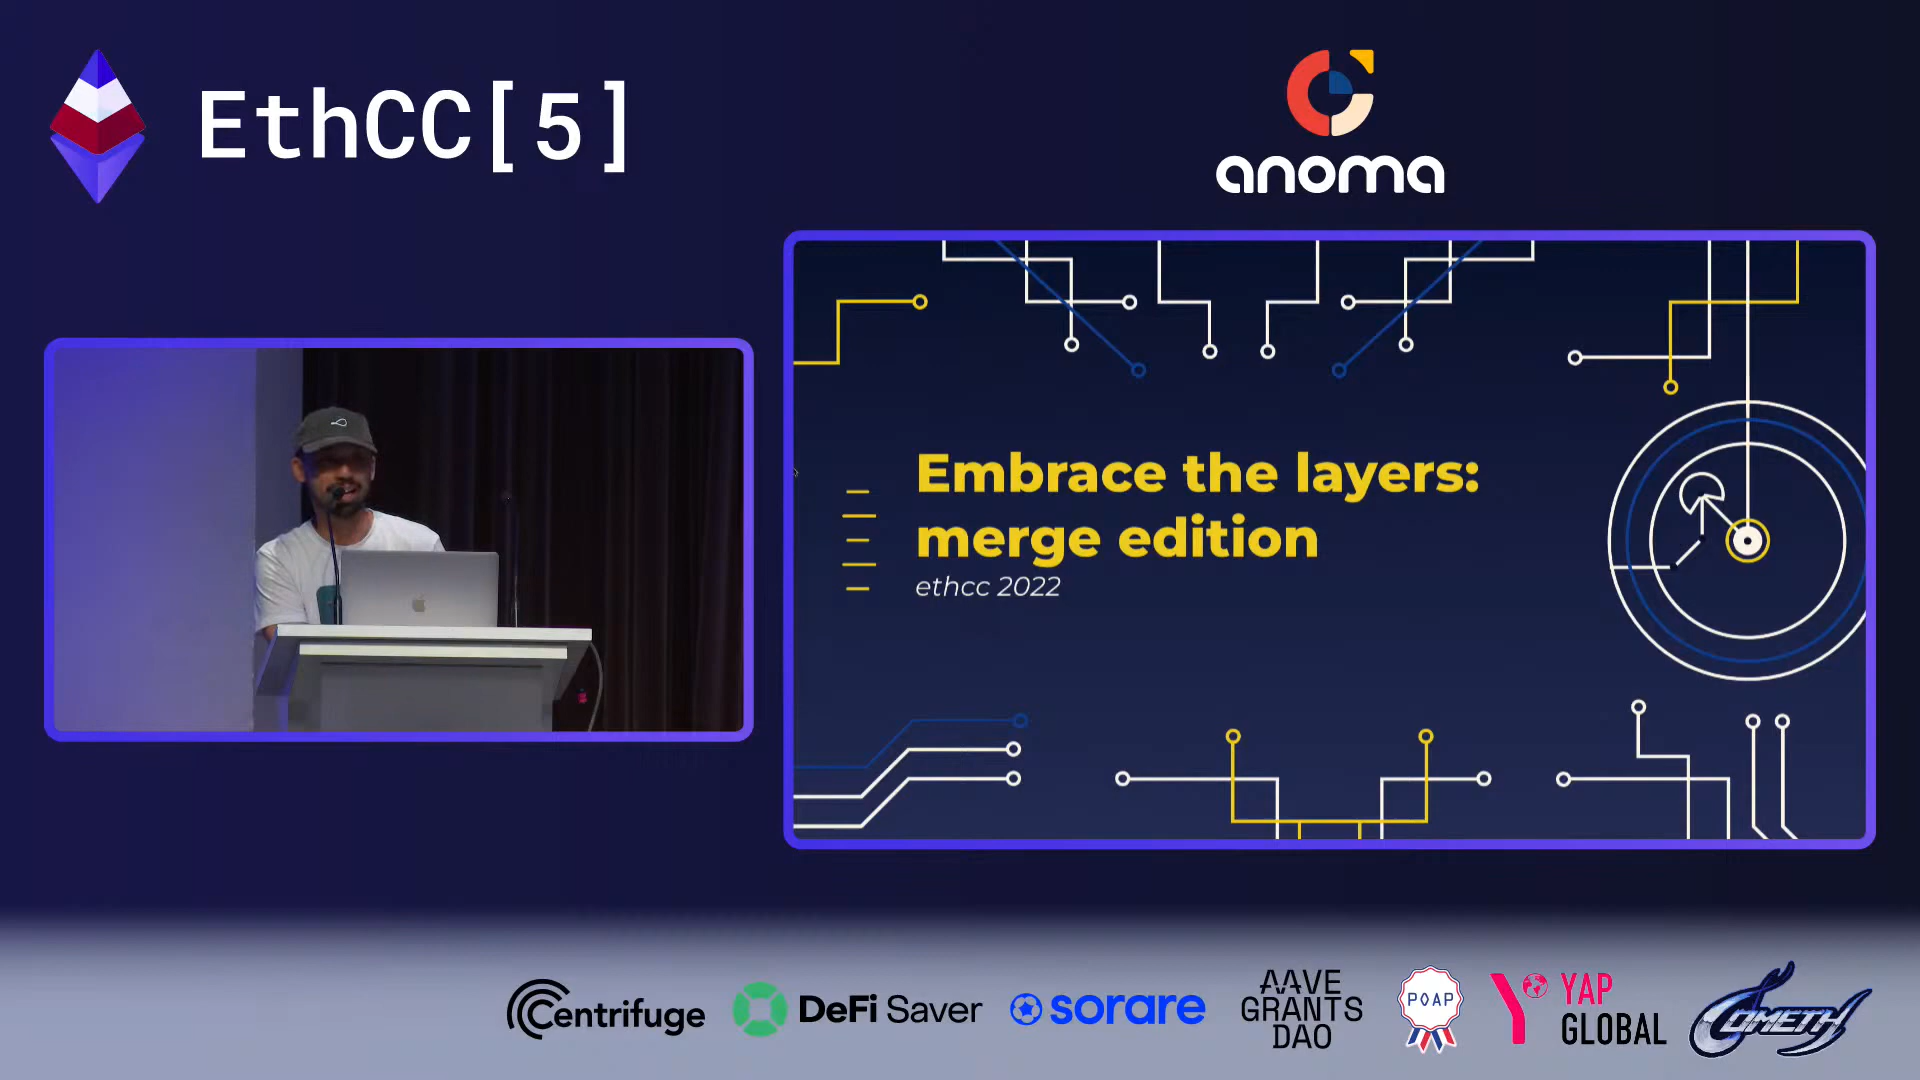 EthCC[5]
anoma
Embrace the layers:
merge edition
ethcc 2022
Centrifuge
DeFi Saver
sorare
AAVE
GRANTS
DAO
POAP
YAP
GLOBAL
COMETH